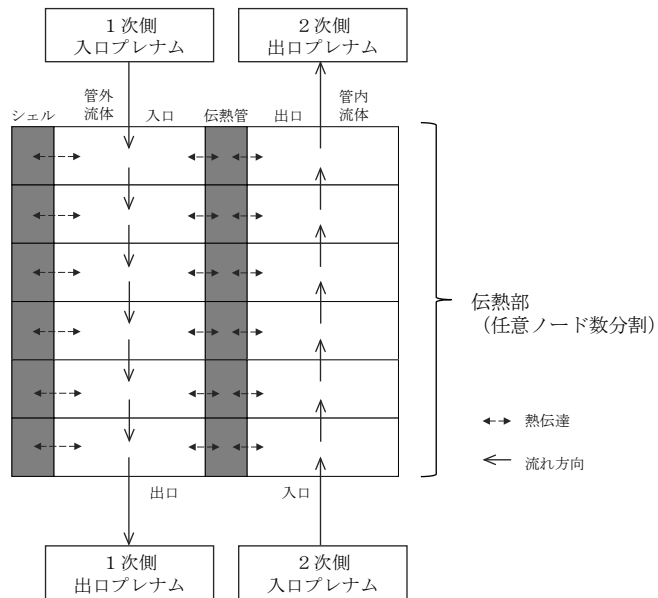 1次側
入口プレナム
2次側
出口プレナム
シェル
管外
流体
入口
伝熱管
出口
管内
流体
伝熱部
(任意ノード数分割)
熱伝達
流れ方向
出口
入口
1次側
出口プレナム
2次側
入口プレナム